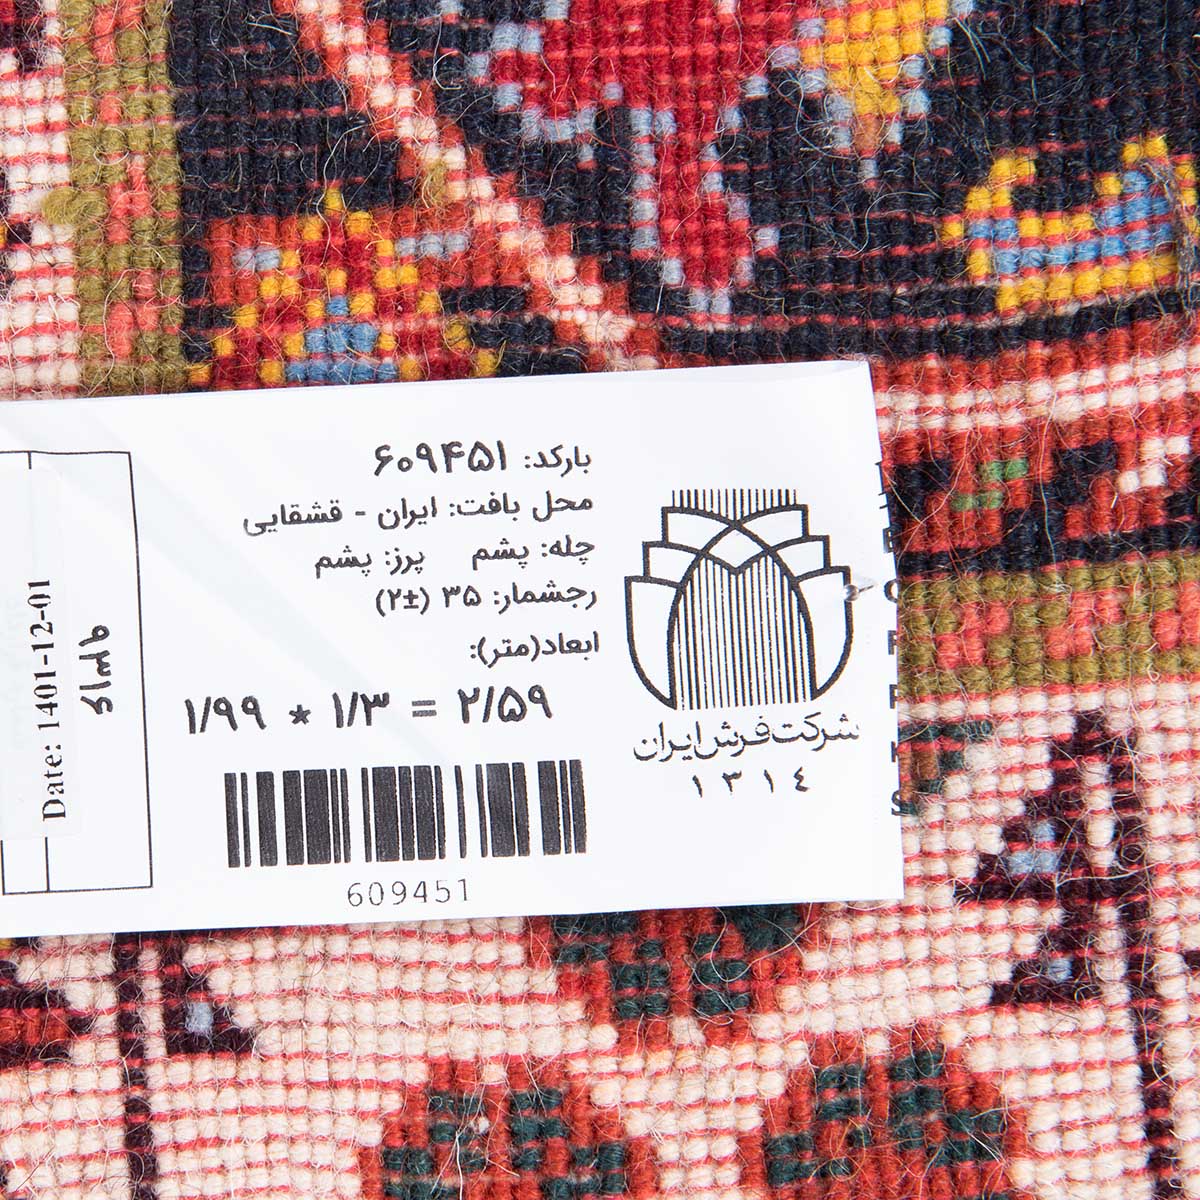 بارکد: ۶۰۹۴۵۱
محل بافت: ایران - قشقایی
چله: پشم پرز: پشم
رجشمار: ۳۵ (±۲)
ابعاد(متر):
۱/۹۹ * ۱/۳ = ۲/۵۹
609451
شرکت فرش ایران
۱۳۱۴
Date: 1401-12-01
۹۳۱۶